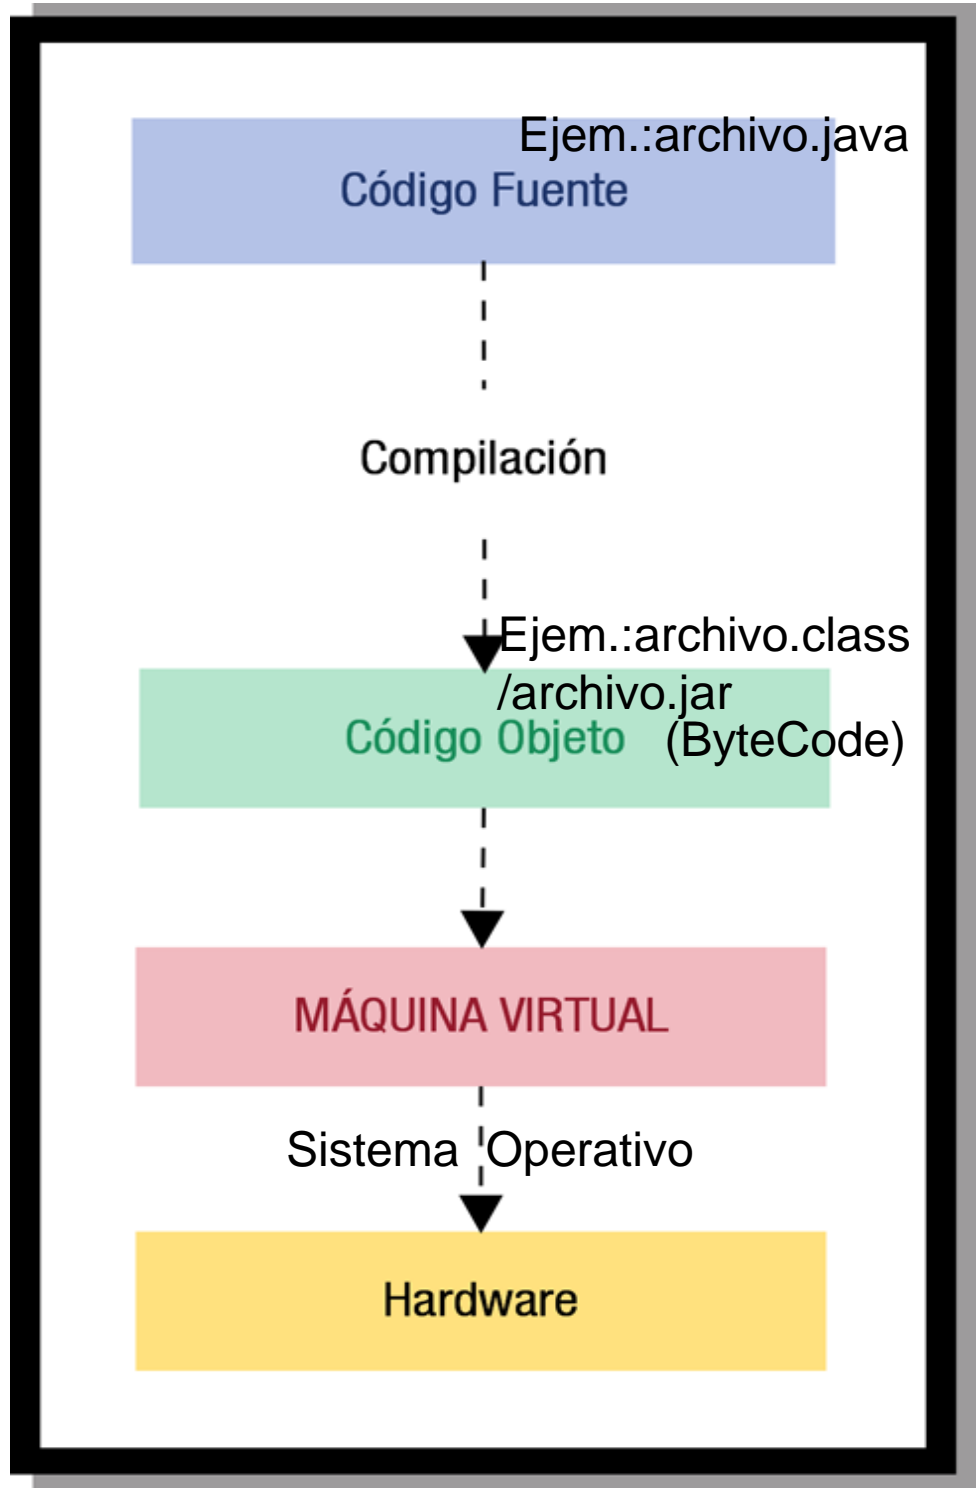 Ejem.:archivo.java
Código Fuente
Compilación
Ejem.:archivo.class
/archivo.jar
Código Objeto (ByteCode)
MÁQUINA VIRTUAL
Sistema Operativo
Hardware